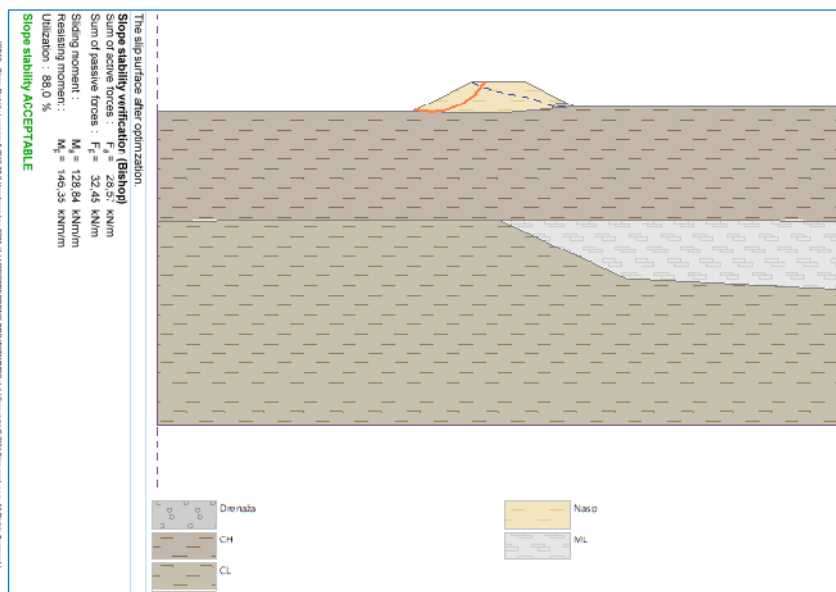 The slip surface after optimization.
Slope stability verification (Bishop)
Sum of active forces : Fa = 28,57 kN/m
Sum of passive forces : Fp = 32,45 kN/m
Sliding moment : Ma = 128,84 kNm/m
Resisting moment : Mp = 146,35 kNm/m
Utilization : 88,0 %
Slope stability ACCEPTABLE
Drenaža
CH
CL
Nasip
ML